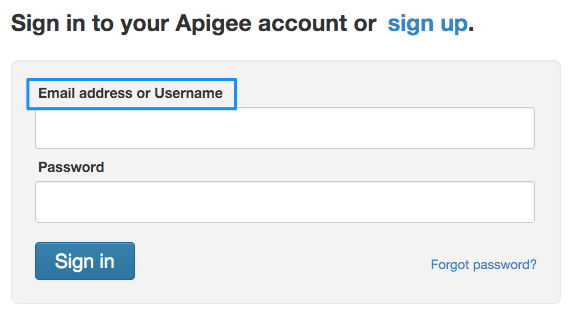 Sign in to your Apigee account or sign up.
Email address or Username
Password
Sign in
Forgot password?